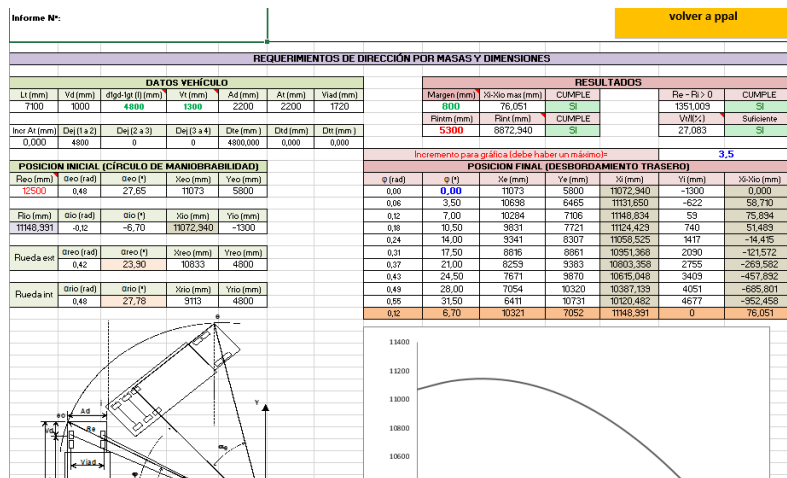 Informe Nº:
volver a ppal
REQUERIMIENTOS DE DIRECCIÓN POR MASAS Y DIMENSIONES
DATOS VEHÍCULO
Lt (mm) Vd (mm) dfgd-fgt (l) (mm) Vt (mm) Ad (mm) At (mm) Viad (mm)
7100 1000 4800 1300 2200 2200 1720
Incr At (mm) Dej (1 a 2) Dej (2 a 3) Dej (3 a 4) Dte (mm ) Dtd (mm) Dtt (mm )
0,000 4800 0 0 4800,000 0,000 0,000
RESULTADOS
Margen (mm) Xi-Xio max (mm) CUMPLE Re - Ri > 0 CUMPLE
800 76,051 SI 1351,009 SI
Rintm (mm) Rint (mm) CUMPLE Vt/l(%) Suficiente
5300 8872,940 SI 27,083 SI
Incremento para gráfica (debe haber un máximo)= 3,5
POSICION INICIAL (CÍRCULO DE MANIOBRABILIDAD)
Reo (mm) αeo (rad) αeo (°) Xeo (mm) Yeo (mm)
12500 0,48 27,65 11073 5800
Rio (mm) αio (rad) αio (°) Xio (mm) Yio (mm)
11148,991 -0,12 -6,70 11072,940 -1300
Rueda ext αreo (rad) αreo (°) Xreo (mm) Yreo (mm)
0,42 23,90 10833 4800
Rueda int αrio (rad) αrio (°) Xrio (mm) Yrio (mm)
0,48 27,78 9113 4800
POSICION FINAL (DESBORDAMIENTO TRASERO)
φ (rad) φ (°) Xe (mm) Ye (mm) Xi (mm) Yi (mm) Xi-Xio (mm)
0,00 0,00 11073 5800 11072,940 -1300 0,000
0,06 3,50 10698 6465 11131,650 -622 58,710
0,12 7,00 10284 7106 11148,834 59 75,894
0,18 10,50 9831 7721 11124,429 740 51,489
0,24 14,00 9341 8307 11058,525 1417 -14,415
0,31 17,50 8816 8861 10951,368 2090 -121,572
0,37 21,00 8259 9383 10803,358 2755 -269,582
0,43 24,50 7671 9870 10615,048 3409 -457,892
0,49 28,00 7054 10320 10387,139 4051 -685,801
0,55 31,50 6411 10731 10120,482 4677 -952,458
0,12 6,70 10321 7052 11148,991 0 76,051
e
i
Y
eo
Ad
Vd
Re
Viad
φ
11400
11200
11000
10800
10600